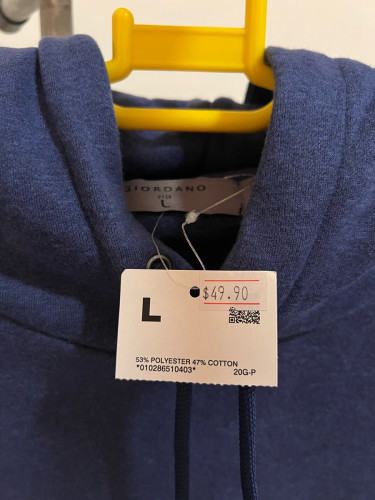 GIORDANO
L
$49.90
L
53% POLYESTER 47% COTTON
*010286510403*
20G-P